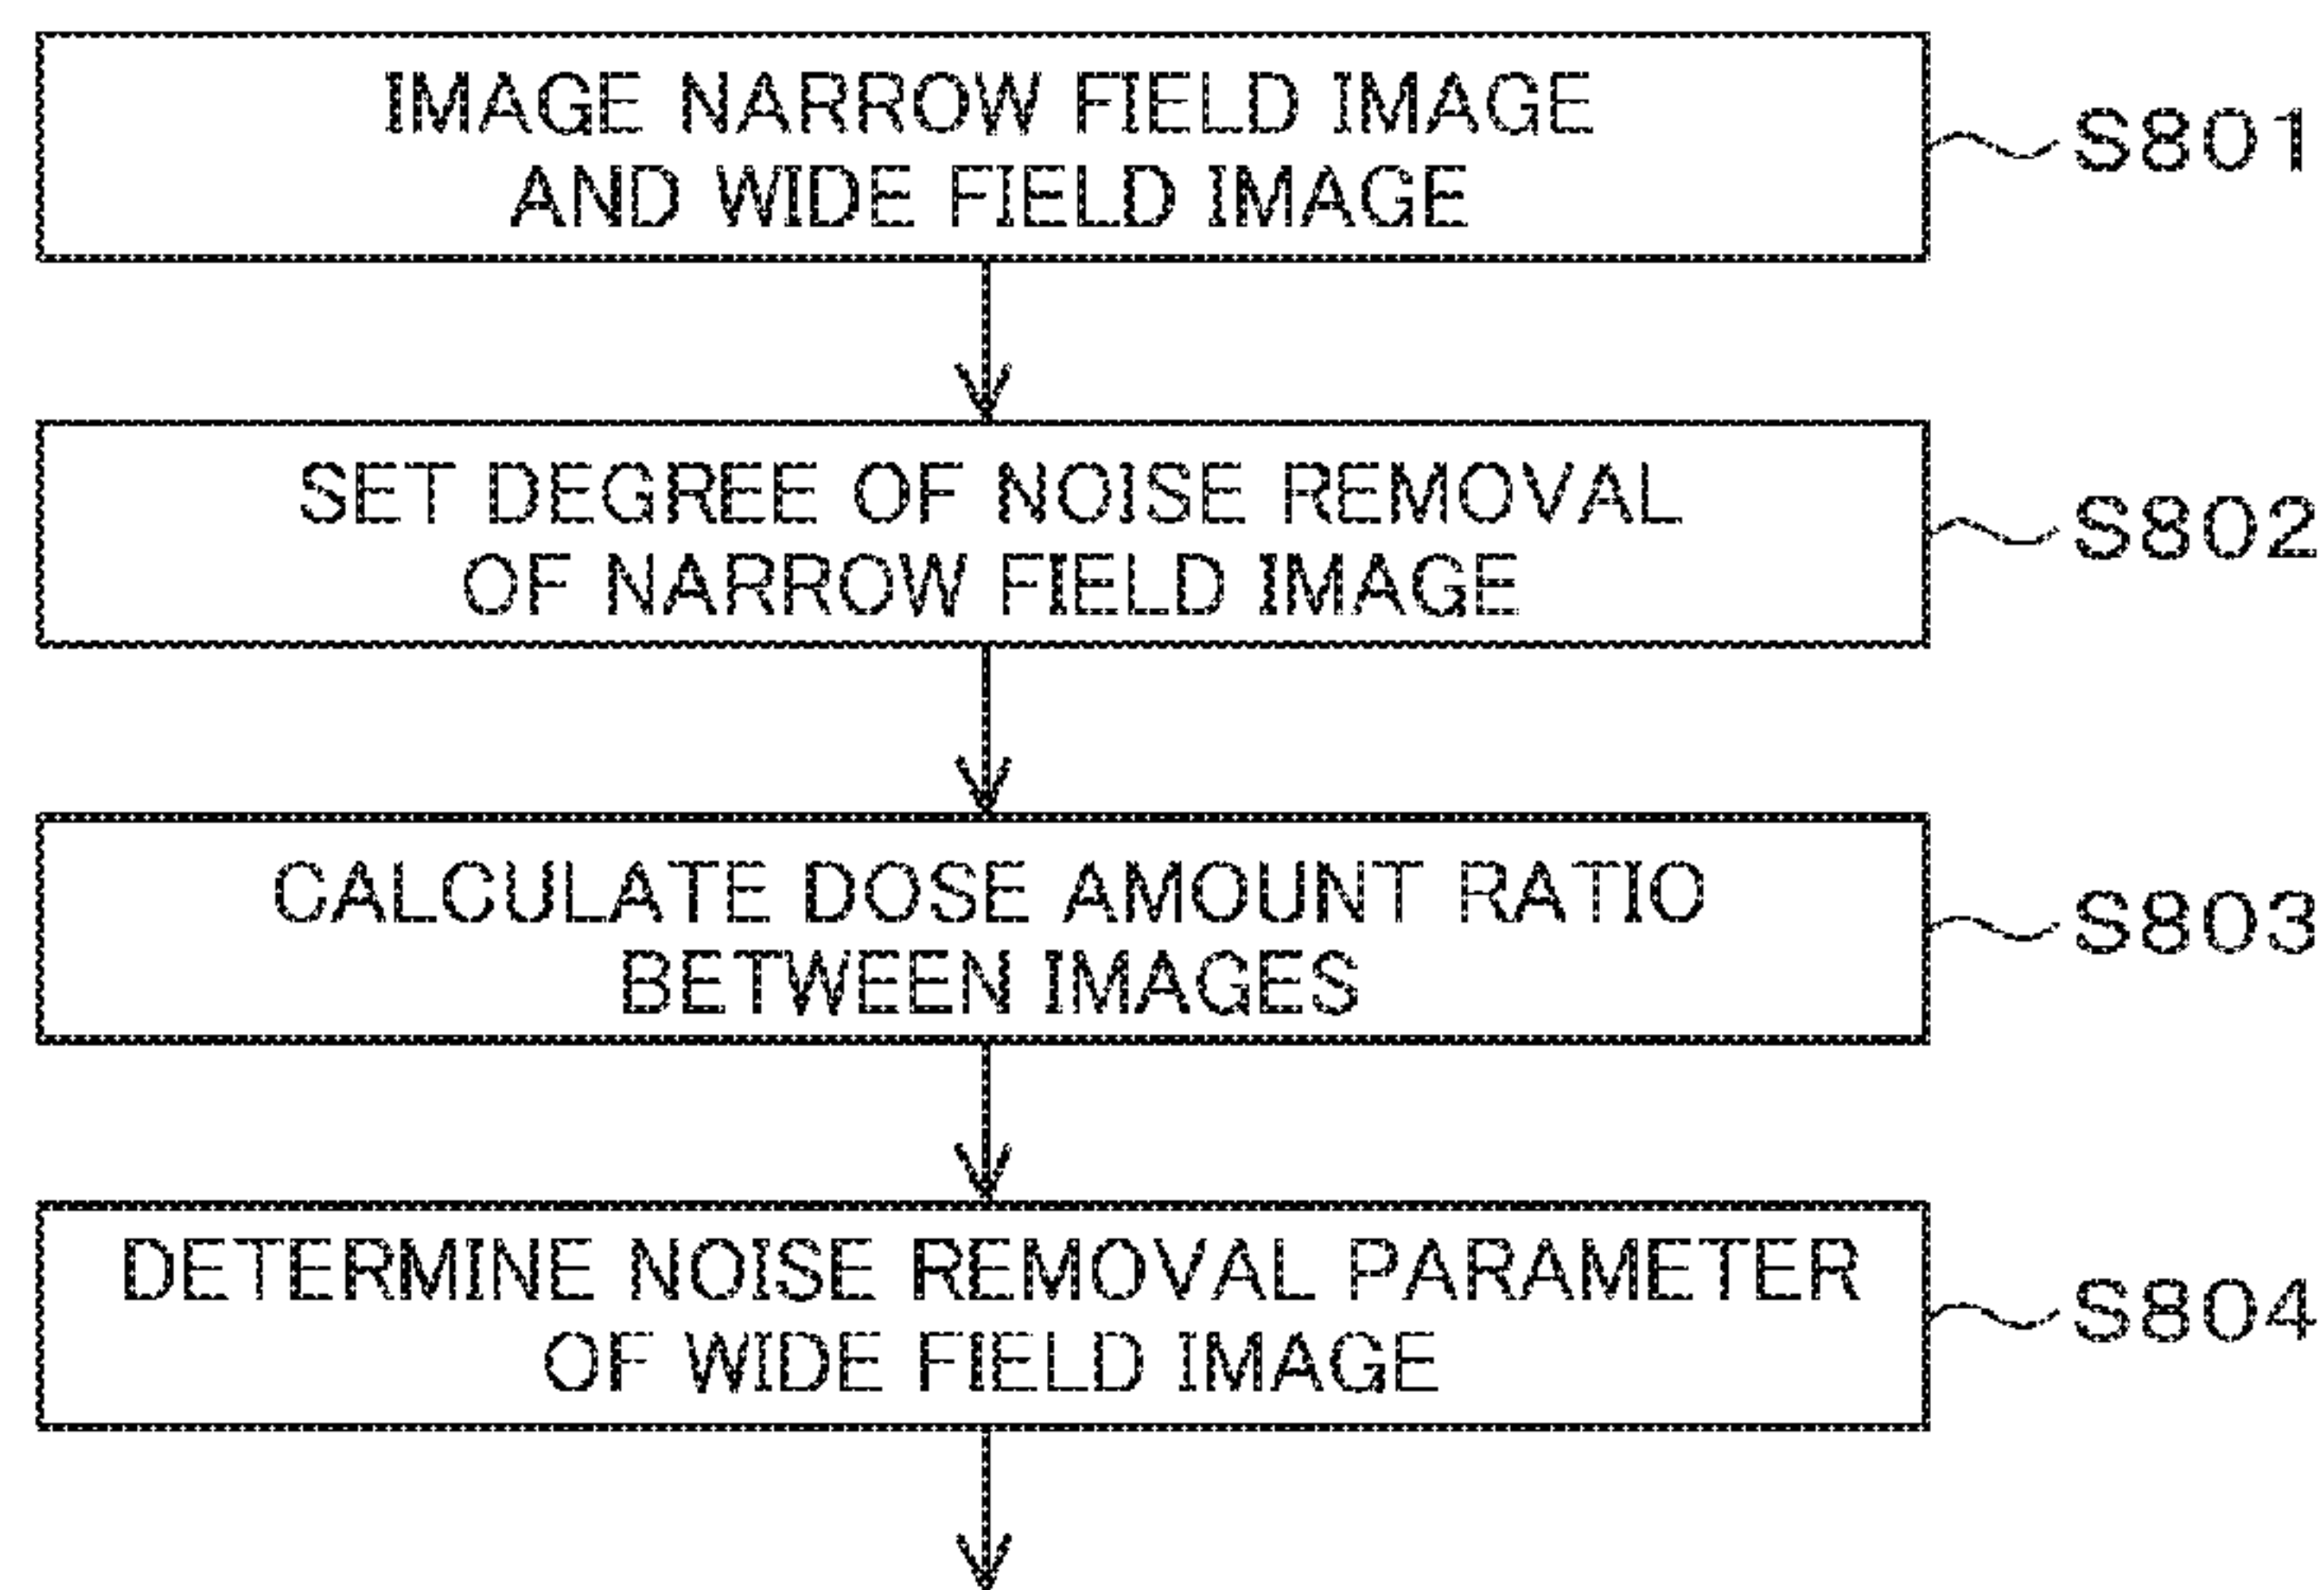 IMAGE NARROW FIELD IMAGE
AND WIDE FIELD IMAGE
S801
SET DEGREE OF NOISE REMOVAL
OF NARROW FIELD IMAGE
S802
CALCULATE DOSE AMOUNT RATIO
BETWEEN IMAGES
S803
DETERMINE NOISE REMOVAL PARAMETER
OF WIDE FIELD IMAGE
S804